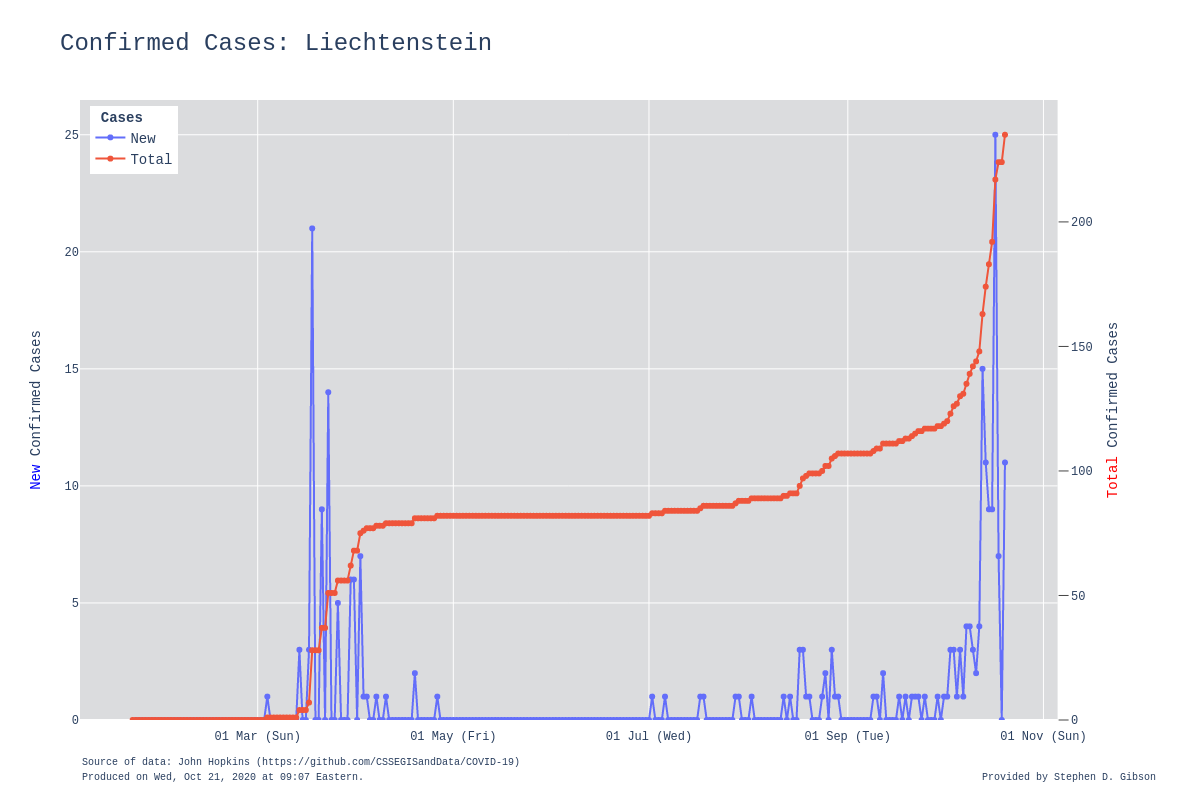 Confirmed Cases: Liechtenstein
Cases
New
Total
25
20
15
10
5
0
200
150
100
50
0
New Confirmed Cases
Total Confirmed Cases
01 Mar (Sun)
01 May (Fri)
01 Jul (Wed)
01 Sep (Tue)
01 Nov (Sun)
Source of data: John Hopkins (https://github.com/CSSEGISandData/COVID-19)
Produced on Wed, Oct 21, 2020 at 09:07 Eastern.
Provided by Stephen D. Gibson